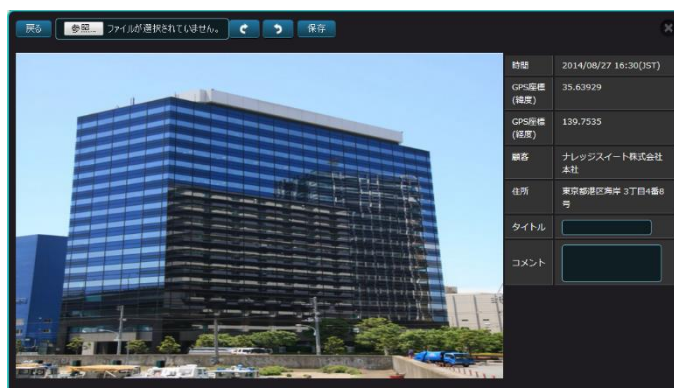 戻る 参照... ファイルが選択されていません。 保存
時間 2014/08/27 16:30(JST)
GPS座標
(緯度)
35.63929
GPS座標
(経度)
139.7535
顧客
ナレッジスイート株式会社
本社
住所
東京都港区海岸 3丁目4番8
号
タイトル
コメント